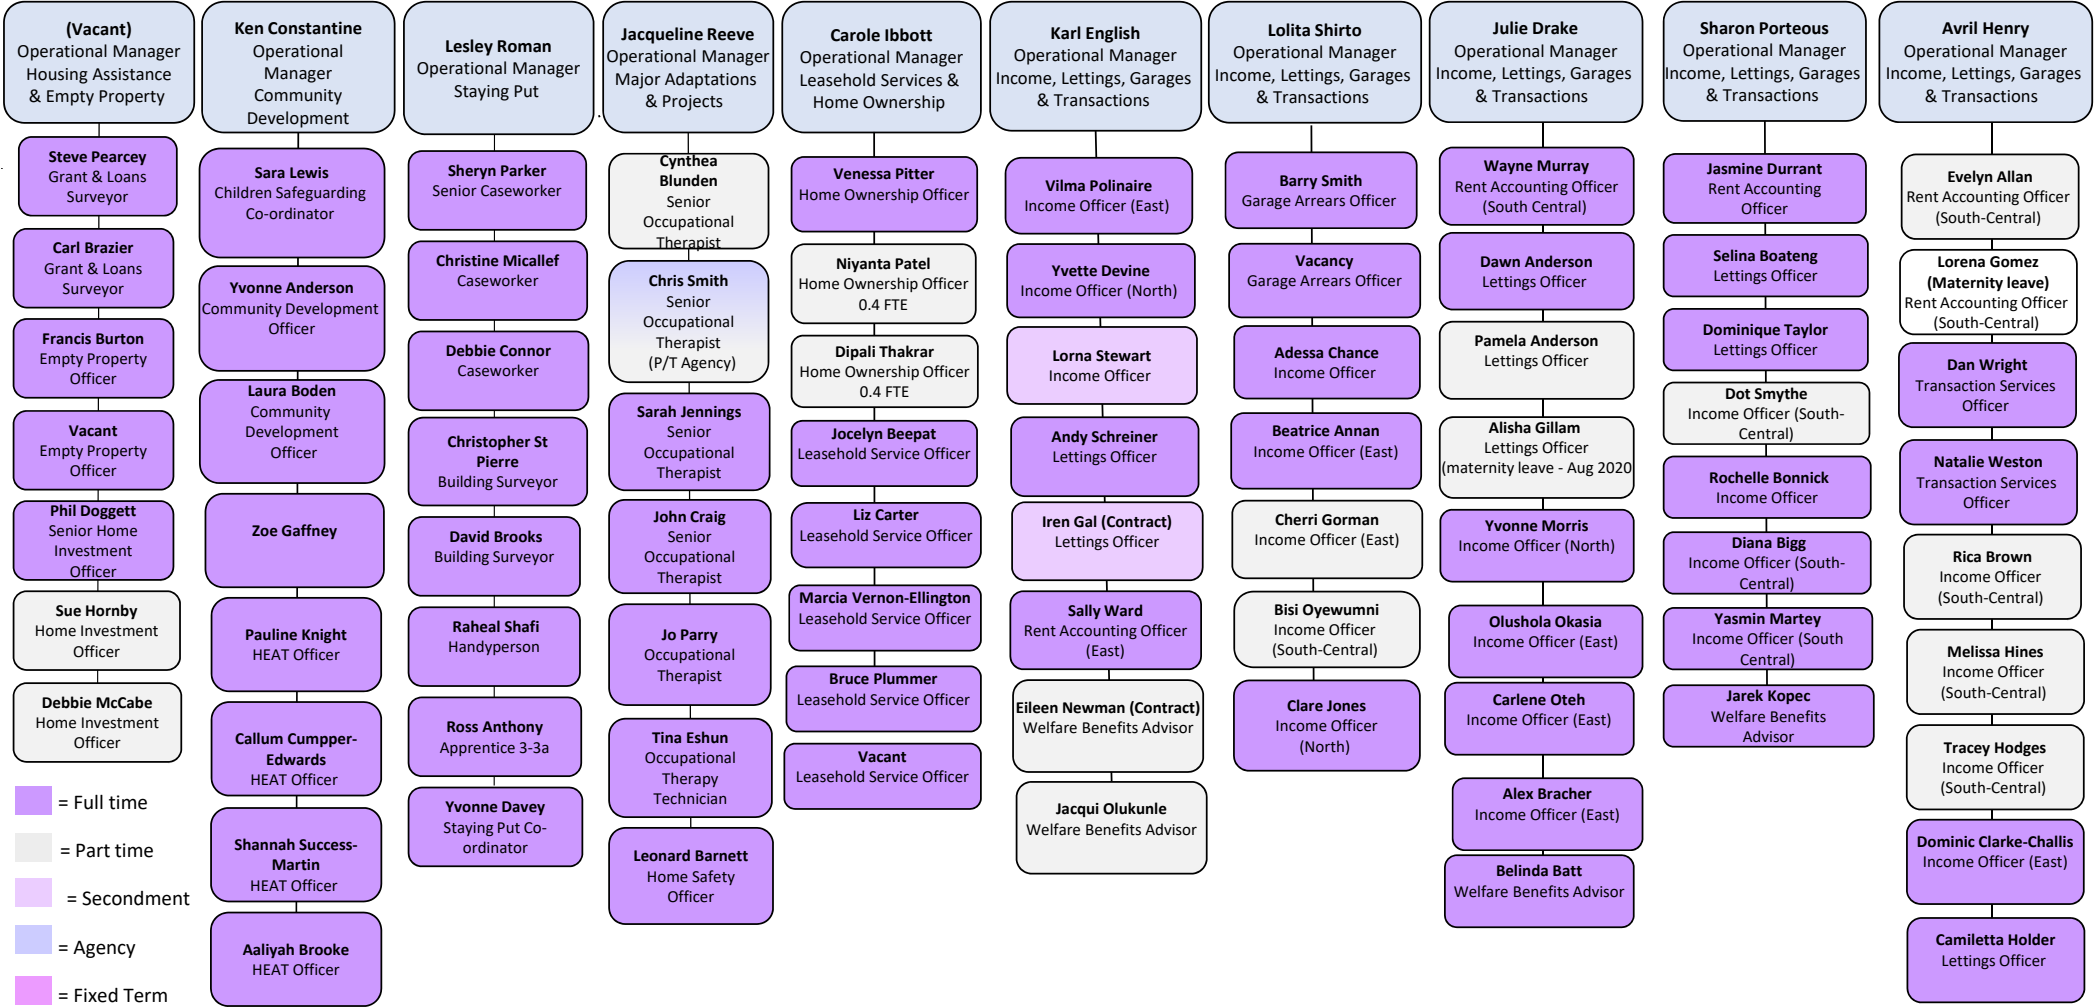 (Vacant)
Operational Manager
Housing Assistance
& Empty Property
Steve Pearcey
Grant & Loans
Surveyor
Carl Brazier
Grant & Loans
Surveyor
Francis Burton
Empty Property
Officer
Vacant
Empty Property
Officer
Phil Doggett
Senior Home
Investment
Officer
Sue Hornby
Home Investment
Officer
Debbie McCabe
Home Investment
Officer
= Full time
= Part time
= Secondment
= Agency
= Fixed Term
Ken Constantine
Operational
Manager
Community
Development
Sara Lewis
Children Safeguarding
Co-ordinator
Yvonne Anderson
Community Development
Officer
Laura Boden
Community
Development
Officer
Zoe Gaffney
Pauline Knight
HEAT Officer
Callum Cumpper-
Edwards
HEAT Officer
Shannah Success-
Martin
HEAT Officer
Aaliyah Brooke
HEAT Officer
Lesley Roman
Operational Manager
Staying Put
Sheryn Parker
Senior Caseworker
Christine Micallef
Caseworker
Debbie Connor
Caseworker
Christopher St
Pierre
Building Surveyor
David Brooks
Building Surveyor
Raheal Shafi
Handyperson
Ross Anthony
Apprentice 3-3a
Yvonne Davey
Staying Put Co-
ordinator
Jacqueline Reeve
Operational Manager
Major Adaptations
& Projects
Cynthea
Blunden
Senior
Occupational
Therapist
Chris Smith
Senior
Occupational
Therapist
(P/T Agency)
Sarah Jennings
Senior
Occupational
Therapist
John Craig
Senior
Occupational
Therapist
Jo Parry
Occupational
Therapist
Tina Eshun
Occupational
Therapy
Technician
Leonard Barnett
Home Safety
Officer
Carole Ibbott
Operational Manager
Leasehold Services &
Home Ownership
Venessa Pitter
Home Ownership Officer
Niyanta Patel
Home Ownership Officer
0.4 FTE
Dipali Thakrar
Home Ownership Officer
0.4 FTE
Jocelyn Beepat
Leasehold Service Officer
Liz Carter
Leasehold Service Officer
Marcia Vernon-Ellington
Leasehold Service Officer
Bruce Plummer
Leasehold Service Officer
Vacant
Leasehold Service Officer
Karl English
Operational Manager
Income, Lettings, Garages
& Transactions
Vilma Polinaire
Income Officer (East)
Yvette Devine
Income Officer (North)
Lorna Stewart
Income Officer
Andy Schreiner
Lettings Officer
Iren Gal (Contract)
Lettings Officer
Sally Ward
Rent Accounting Officer
(East)
Eileen Newman (Contract)
Welfare Benefits Advisor
Jacqui Olukunle
Welfare Benefits Advisor
Lolita Shirto
Operational Manager
Income, Lettings, Garages
& Transactions
Barry Smith
Garage Arrears Officer
Vacancy
Garage Arrears Officer
Adessa Chance
Income Officer
Beatrice Annan
Income Officer (East)
Cherri Gorman
Income Officer (East)
Bisi Oyewumni
Income Officer
(South-Central)
Clare Jones
Income Officer
(North)
Julie Drake
Operational Manager
Income, Lettings, Garages
& Transactions
Wayne Murray
Rent Accounting Officer
(South Central)
Dawn Anderson
Lettings Officer
Pamela Anderson
Lettings Officer
Alisha Gillam
Lettings Officer
(maternity leave - Aug 2020
Yvonne Morris
Income Officer (North)
Olushola Okasia
Income Officer (East)
Carlene Oteh
Income Officer (East)
Alex Bracher
Income Officer (East)
Belinda Batt
Welfare Benefits Advisor
Sharon Porteous
Operational Manager
Income, Lettings, Garages
& Transactions
Jasmine Durrant
Rent Accounting
Officer
Selina Boateng
Lettings Officer
Dominique Taylor
Lettings Officer
Dot Smythe
Income Officer (South-
Central)
Rochelle Bonnick
Income Officer
Diana Bigg
Income Officer (South-
Central)
Yasmin Martey
Income Officer (South
Central)
Jarek Kopec
Welfare Benefits
Advisor
Avril Henry
Operational Manager
Income, Lettings, Garages
& Transactions
Evelyn Allan
Rent Accounting Officer
(South-Central)
Lorena Gomez
(Maternity leave)
Rent Accounting Officer
(South-Central)
Dan Wright
Transaction Services
Officer
Natalie Weston
Transaction Services
Officer
Rica Brown
Income Officer
(South-Central)
Melissa Hines
Income Officer
(South-Central)
Tracey Hodges
Income Officer
(South-Central)
Dominic Clarke-Challis
Income Officer (East)
Camiletta Holder
Lettings Officer